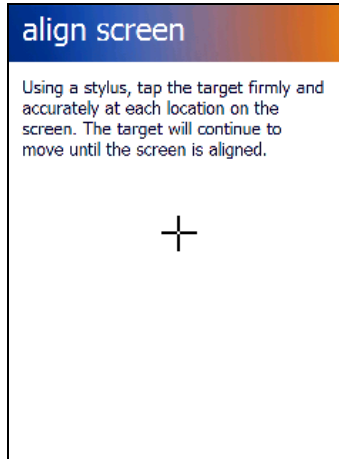 align screen
Using a stylus, tap the target firmly and
accurately at each location on the
screen. The target will continue to
move until the screen is aligned.